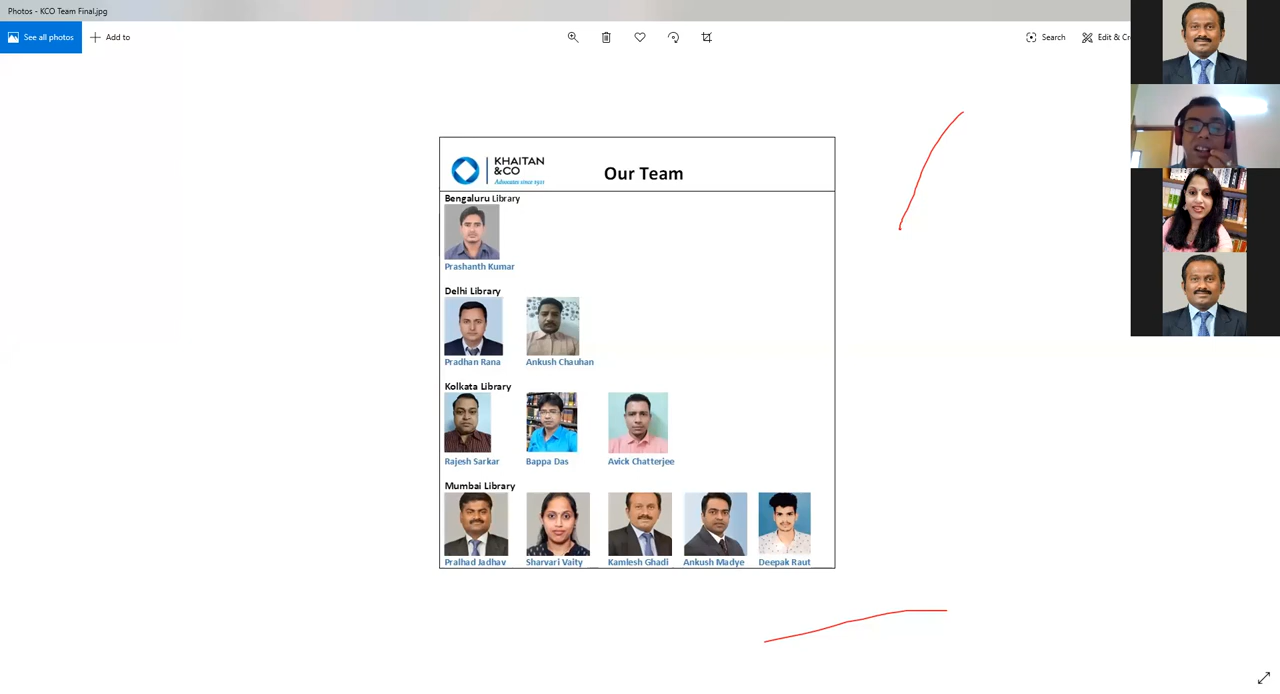 Photos - KCO Team Final.jpg
See all photos
Add to
Search
Edit & Cr
KHAITAN
&CO
Advocates since 1911
Our Team
Bengaluru Library
Prashanth Kumar
Delhi Library
Pradhan Rana Ankush Chauhan
Kolkata Library
Rajesh Sarkar Bappa Das Avick Chatterjee
Mumbai Library
Pralhad Jadhav Sharvari Vaity Kamlesh Ghadi Ankush Madye Deepak Raut